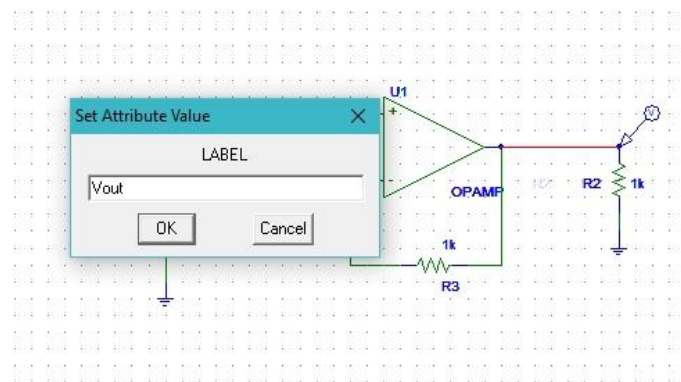 U1
Set Attribute Value
LABEL
Vout
OK Cancel
+
-
V
OPAMP
R2 1k
1k
R3